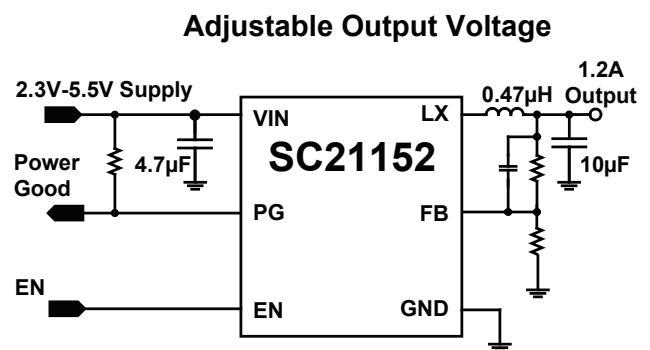 Adjustable Output Voltage
2.3V-5.5V Supply
VIN
4.7µF
Power
Good
PG
EN
EN
SC21152
LX
0.47µH
1.2A
Output
10µF
FB
GND